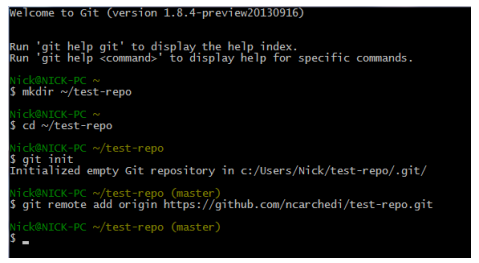 Welcome to Git (version 1.8.4-preview20130916)
Run 'git help git' to display the help index.
Run 'git help <command>' to display help for specific commands.
Nick@NICK-PC ~
$ mkdir ~/test-repo
Nick@NICK-PC ~
$ cd ~/test-repo
Nick@NICK-PC ~/test-repo
$ git init
Initialized empty Git repository in c:/Users/Nick/test-repo/.git/
Nick@NICK-PC ~/test-repo (master)
$ git remote add origin https://github.com/ncarchedi/test-repo.git
Nick@NICK-PC ~/test-repo (master)
$ _